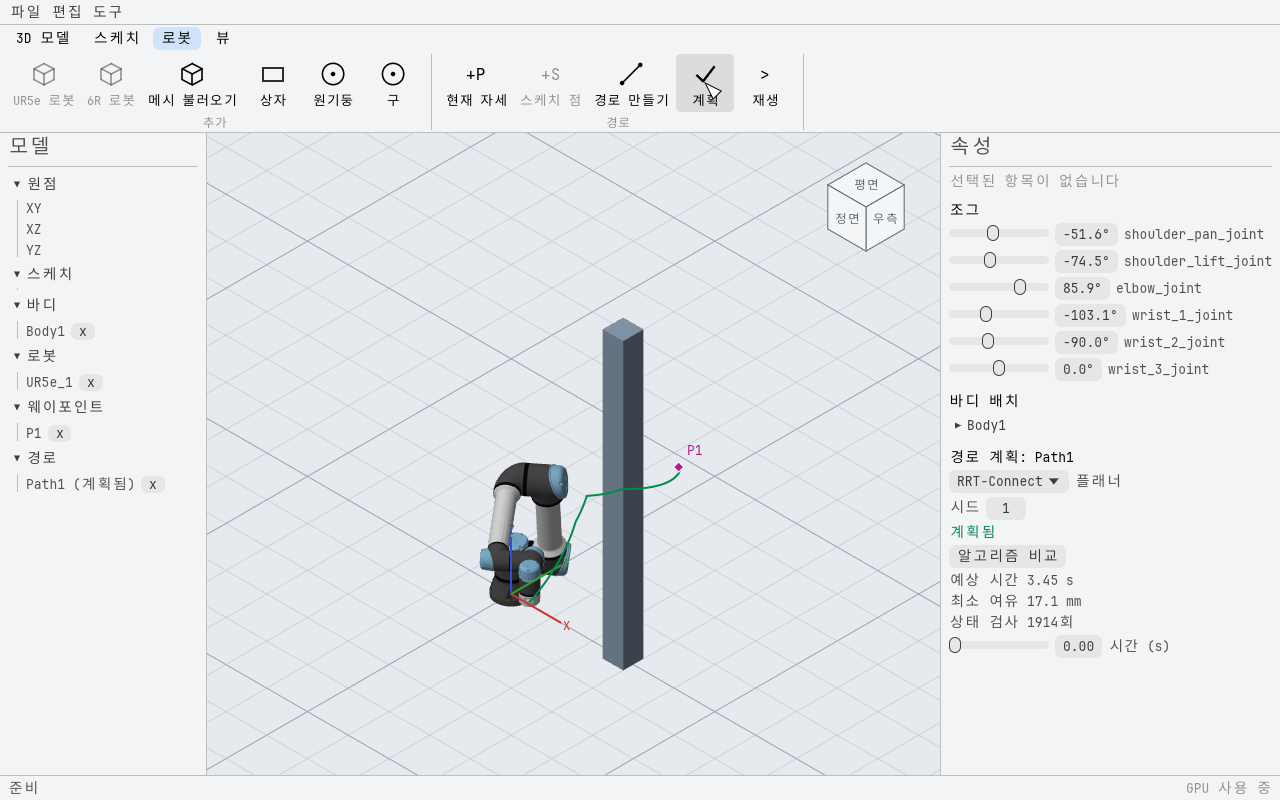 파일 편집 도구
3D 모델 스케치 로봇 뷰
UR5e 로봇 6R 로봇 메시 불러오기 상자 원기둥 구
추가
+P +S >
현재 자세 스케치 점 경로 만들기 계획 재생
경로
모델
▼ 원점
XY
XZ
YZ
▼ 스케치
▼ 바디
Body1 x
▼ 로봇
UR5e_1 x
▼ 웨이포인트
P1 x
▼ 경로
Path1 (계획됨) x
평면
정면 우측
P1
X
속성
선택된 항목이 없습니다
조그
-51.6° shoulder_pan_joint
-74.5° shoulder_lift_joint
85.9° elbow_joint
-103.1° wrist_1_joint
-90.0° wrist_2_joint
0.0° wrist_3_joint
바디 배치
▶ Body1
경로 계획: Path1
RRT-Connect ▼ 플래너
시드 1
계획됨
알고리즘 비교
예상 시간 3.45 s
최소 여유 17.1 mm
상태 검사 1914회
0.00 시간 (s)
준비
GPU 사용 중